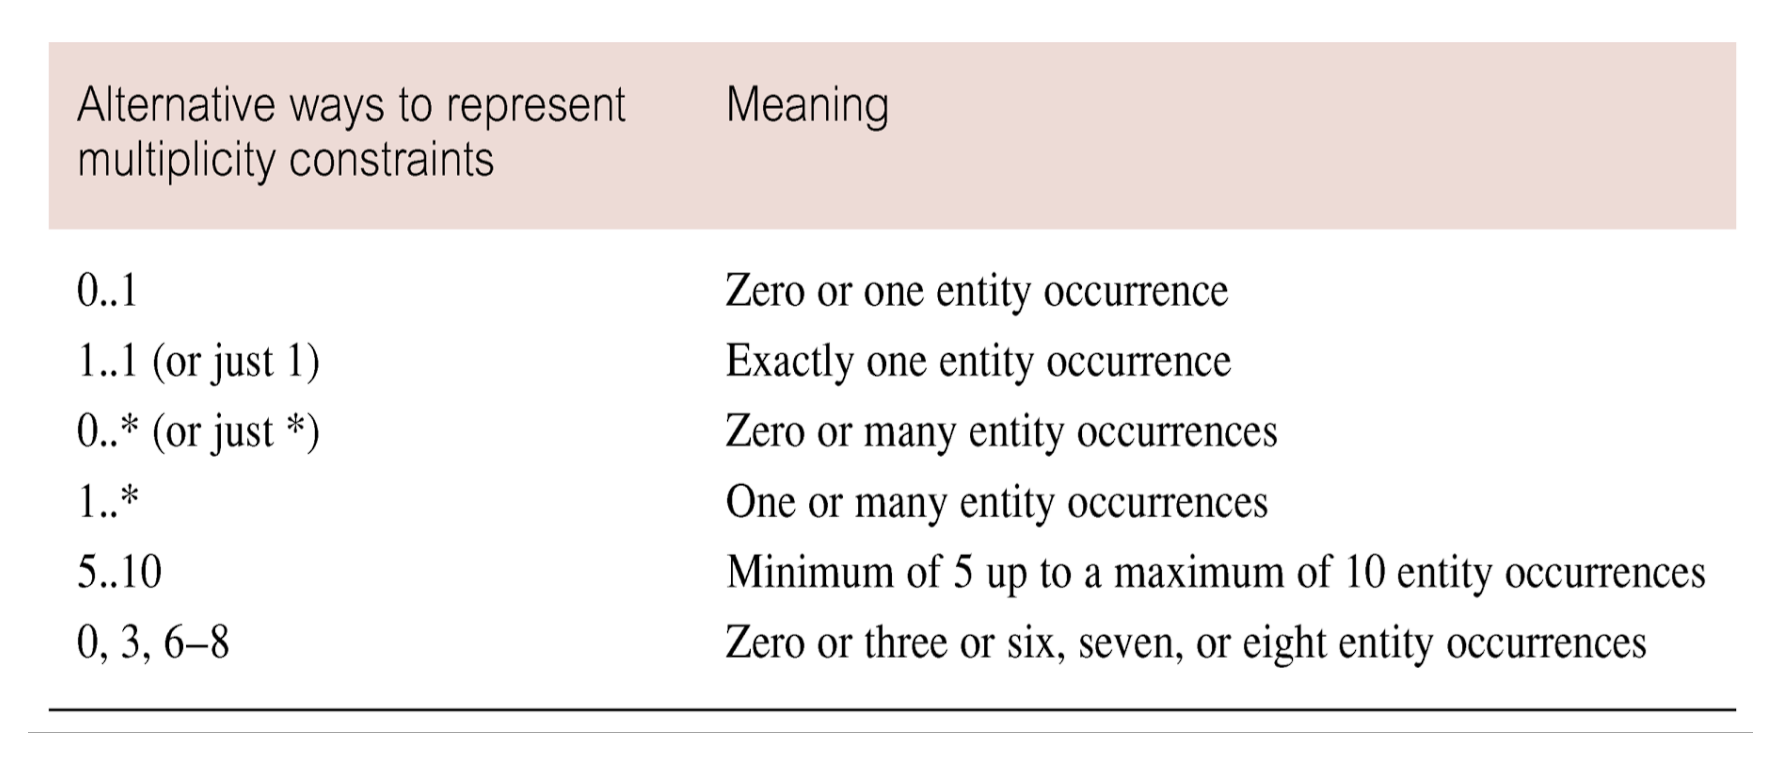 Alternative ways to represent Meaning
multiplicity constraints
0..1 Zero or one entity occurrence
1..1 (or just 1) Exactly one entity occurrence
0..* (or just *) Zero or many entity occurrences
1..* One or many entity occurrences
5..10 Minimum of 5 up to a maximum of 10 entity occurrences
0, 3, 6–8 Zero or three or six, seven, or eight entity occurrences